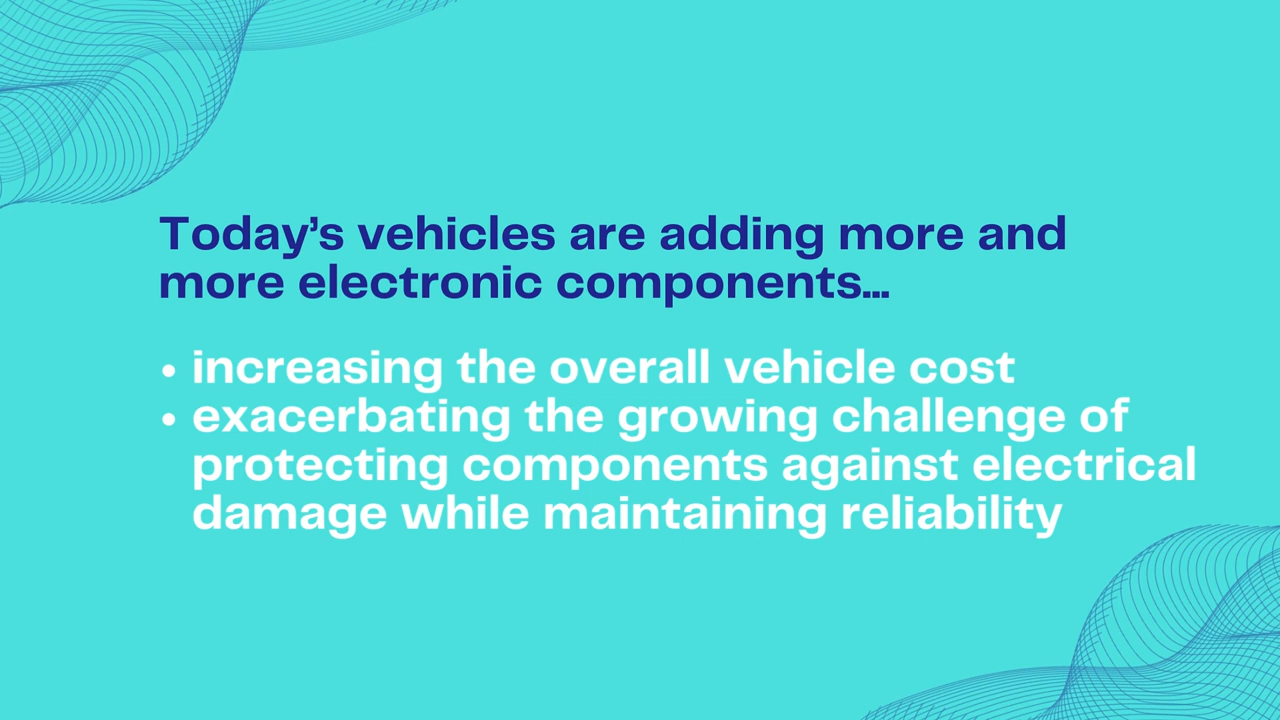 Today’s vehicles are adding more and
more electronic components...
• increasing the overall vehicle cost
• exacerbating the growing challenge of
protecting components against electrical
damage while maintaining reliability